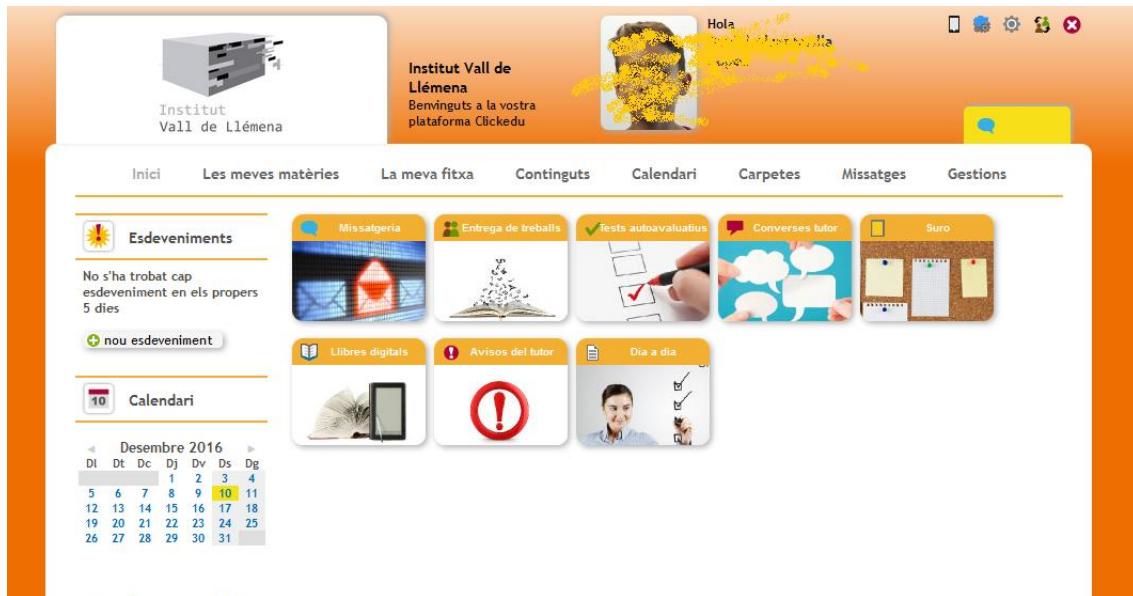 Institut
Vall de Llémena
Institut Vall de
Llémena
Benvinguts a la vostra
plataforma Clickedu
Hola
Inici
Les meves matèries
La meva fitxa
Continguts
Calendari
Carpetes
Missatges
Gestions
Esdeveniments
No s'ha trobat cap
esdeveniment en els propers
5 dies
nou esdeveniment
10
Calendari
Desembre 2016
Dl Dt Dc Dj Dv Ds Dg
1 2 3 4
5 6 7 8 9 10 11
12 13 14 15 16 17 18
19 20 21 22 23 24 25
26 27 28 29 30 31
Missatgeria
Entrega de treballs
Tests autoavaluatius
Converses tutor
Suro
Llibres digitals
Avisos del tutor
Dia a dia